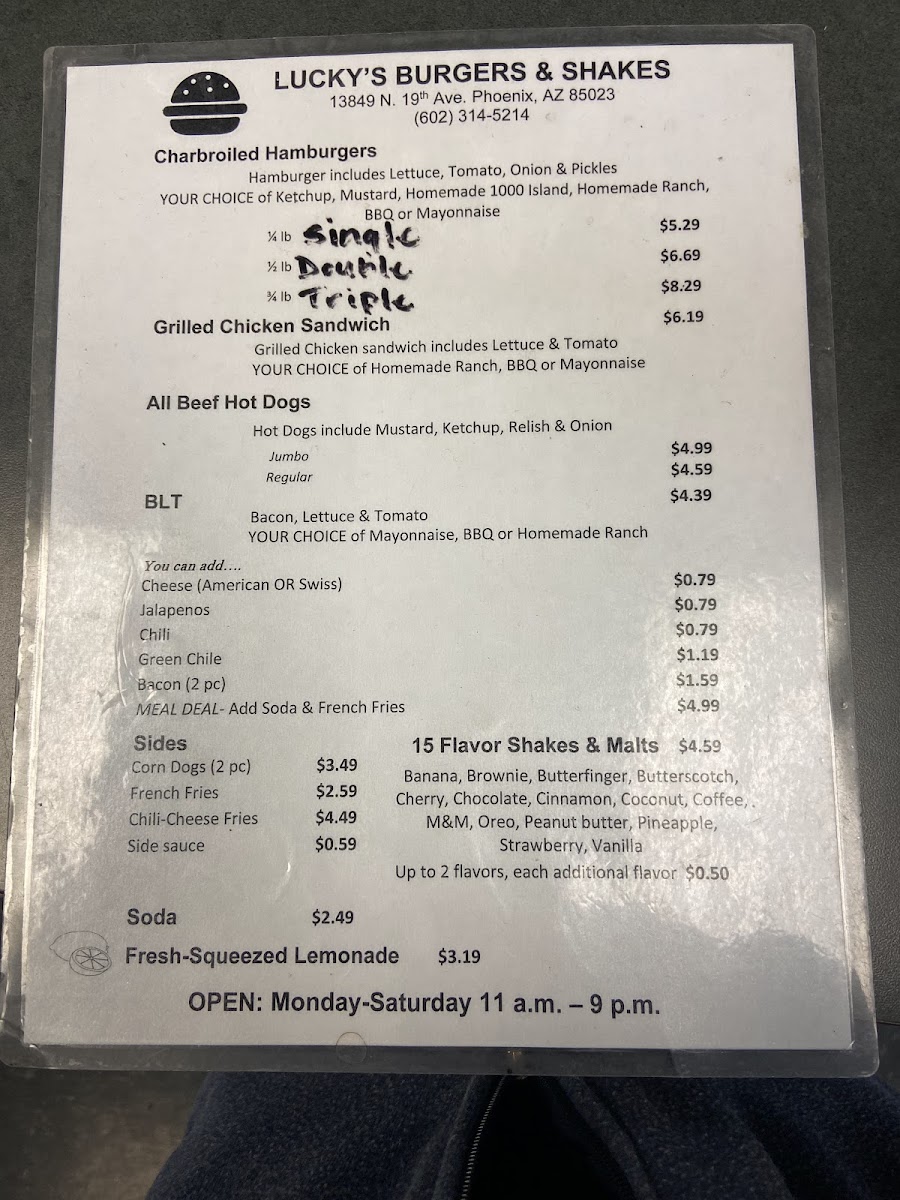 LUCKY'S BURGERS & SHAKES
13849 N. 19th Ave. Phoenix, AZ 85023
(602) 314-5214
Charbroiled Hamburgers
Hamburger includes Lettuce, Tomato, Onion & Pickles
YOUR CHOICE of Ketchup, Mustard, Homemade 1000 Island, Homemade Ranch,
BBQ or Mayonnaise
¼ lb Single $5.29
½ lb Double $6.69
¾ lb Triple $8.29
Grilled Chicken Sandwich $6.19
Grilled Chicken sandwich includes Lettuce & Tomato
YOUR CHOICE of Homemade Ranch, BBQ or Mayonnaise
All Beef Hot Dogs
Hot Dogs include Mustard, Ketchup, Relish & Onion
Jumbo $4.99
Regular $4.59
BLT $4.39
Bacon, Lettuce & Tomato
YOUR CHOICE of Mayonnaise, BBQ or Homemade Ranch
You can add....
Cheese (American OR Swiss) $0.79
Jalapenos $0.79
Chili $0.79
Green Chile $1.19
Bacon (2 pc) $1.59
MEAL DEAL- Add Soda & French Fries $4.99
Sides
Corn Dogs (2 pc) $3.49
French Fries $2.59
Chili-Cheese Fries $4.49
Side sauce $0.59
15 Flavor Shakes & Malts $4.59
Banana, Brownie, Butterfinger, Butterscotch,
Cherry, Chocolate, Cinnamon, Coconut, Coffee,
M&M, Oreo, Peanut butter, Pineapple,
Strawberry, Vanilla
Up to 2 flavors, each additional flavor $0.50
Soda $2.49
Fresh-Squeezed Lemonade $3.19
OPEN: Monday-Saturday 11 a.m. – 9 p.m.